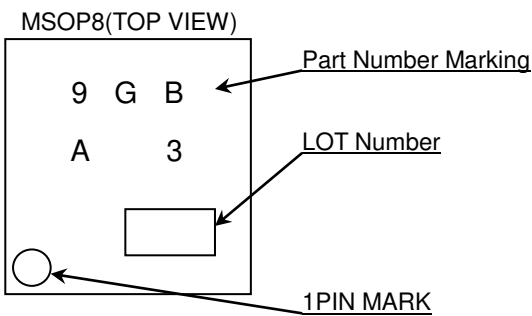 MSOP8(TOP VIEW)
Part Number Marking
9 G B
A 3
LOT Number
1PIN MARK